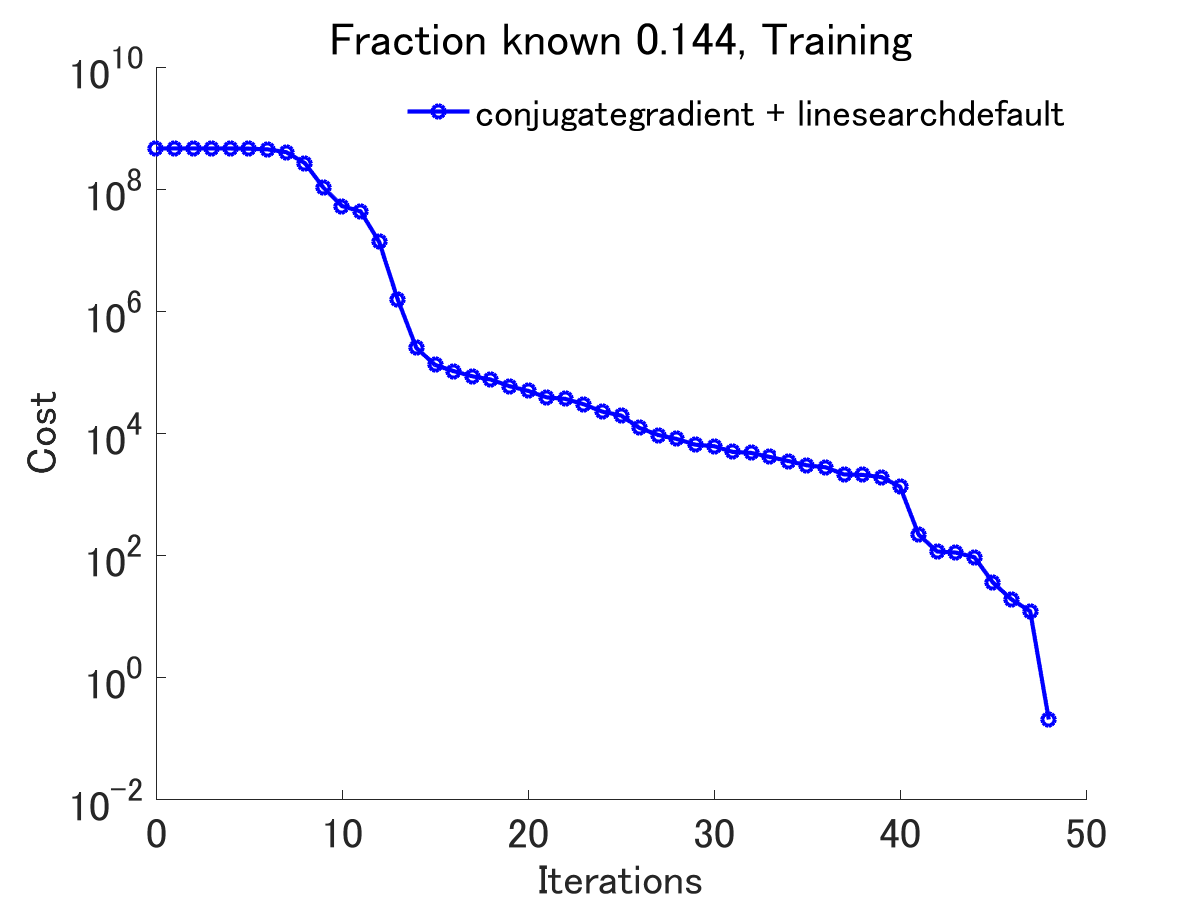 Fraction known 0.144, Training
conjugategradient + linesearchdefault
Cost
10^10
10^8
10^6
10^4
10^2
10^0
10^-2
0 10 20 30 40 50
Iterations